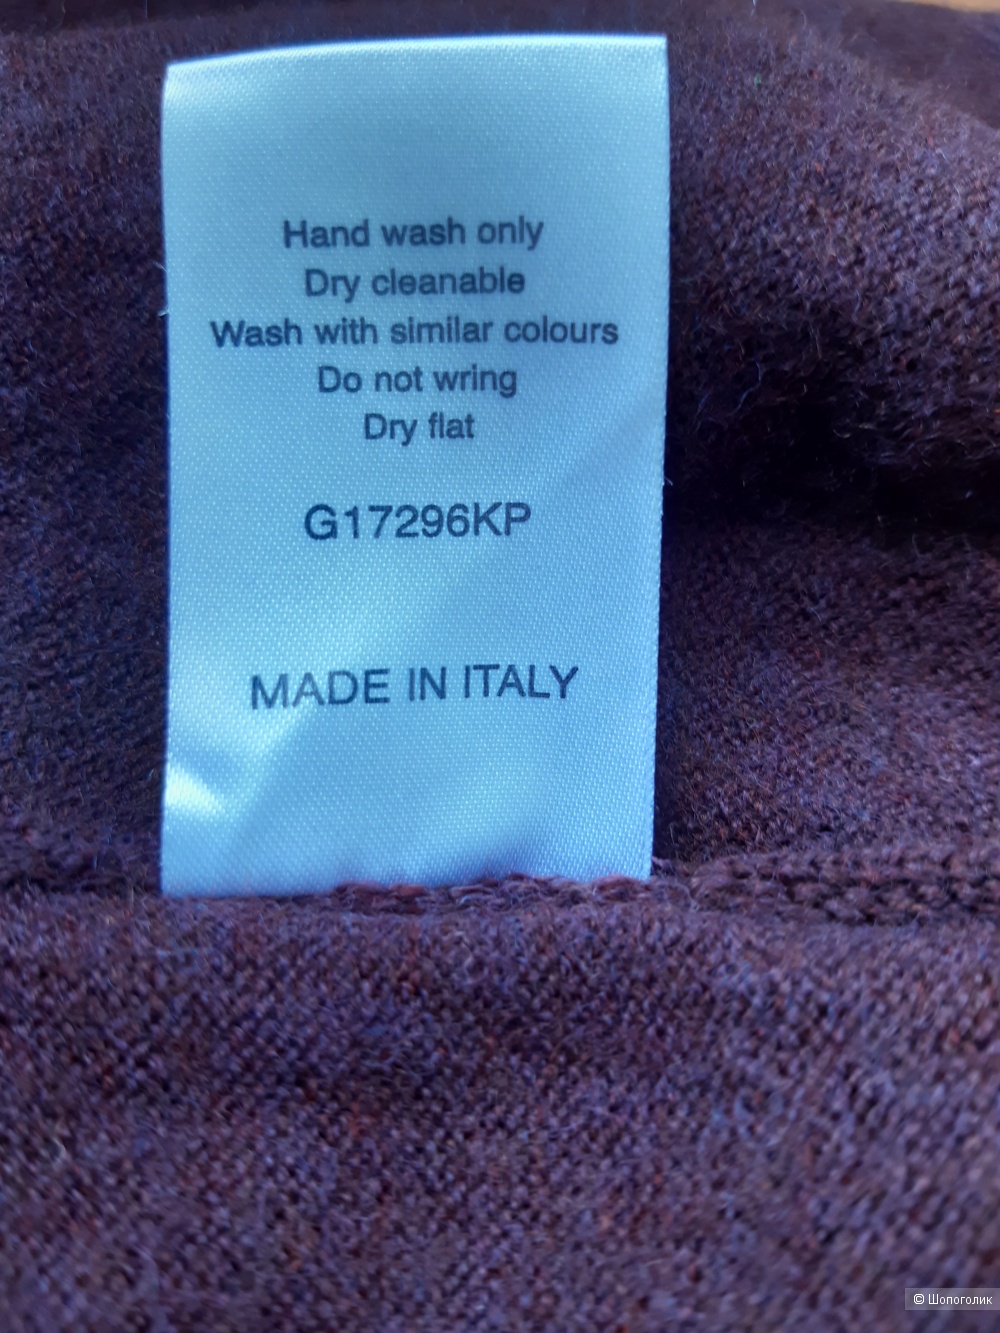 Hand wash only
Dry cleanable
Wash with similar colours
Do not wring
Dry flat
G17296KP
MADE IN ITALY
© Шопоголик